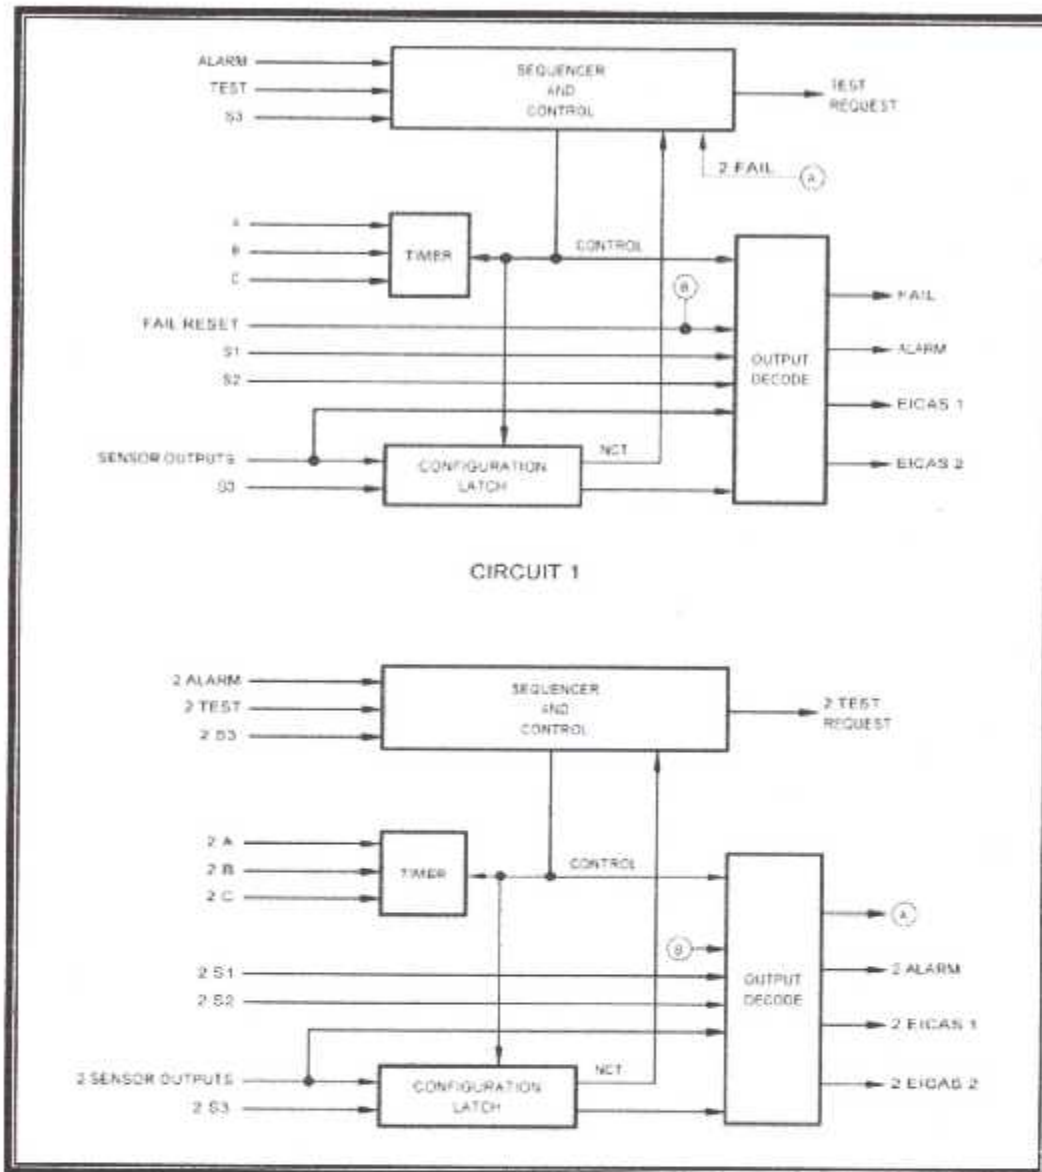 ALARM
TEST
S3
SEQUENCER
AND
CONTROL
TEST
REQUEST
2 FAIL
A
A
B
C
TIMER
CONTROL
B
FAIL RESET
S1
S2
OUTPUT
DECODE
FAIL
ALARM
EICAS 1
EICAS 2
SENSOR OUTPUTS
S3
CONFIGURATION
LATCH
NCT
CIRCUIT 1
2 ALARM
2 TEST
2 S3
SEQUENCER
AND
CONTROL
2 TEST
REQUEST
2 A
2 B
2 C
TIMER
CONTROL
B
2 S1
2 S2
OUTPUT
DECODE
A
2 ALARM
2 EICAS 1
2 EICAS 2
2 SENSOR OUTPUTS
2 S3
CONFIGURATION
LATCH
NCT